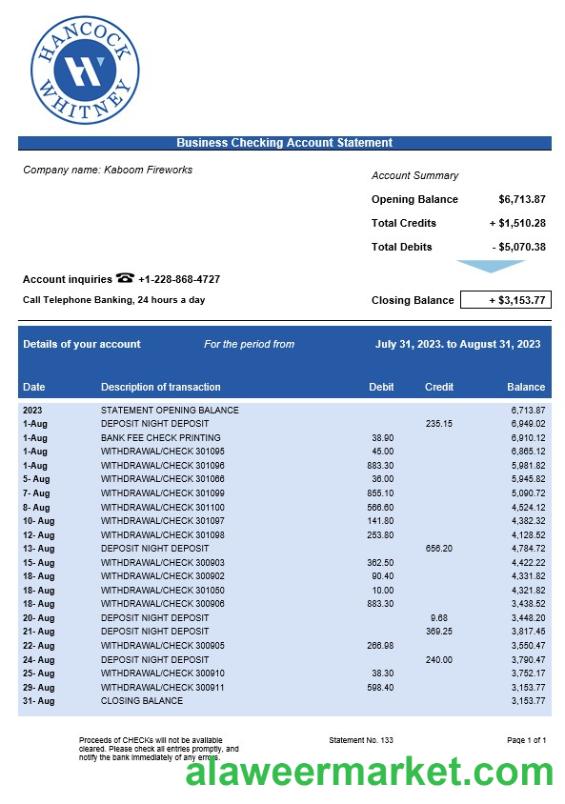 HANCOCK
WHITNEY
Business Checking Account Statement
Company name: Kaboom Fireworks
Account Summary
Opening Balance $6,713.87
Total Credits + $1,510.28
Total Debits - $5,070.38
Account inquiries ☎ +1-228-868-4727
Call Telephone Banking, 24 hours a day
Closing Balance + $3,153.77
Details of your account For the period from July 31, 2023. to August 31, 2023
Date Description of transaction Debit Credit Balance
2023 STATEMENT OPENING BALANCE 6,713.87
1-Aug DEPOSIT NIGHT DEPOSIT 235.15 6,949.02
1-Aug BANK FEE CHECK PRINTING 38.90 6,910.12
1-Aug WITHDRAWAL/CHECK 301095 45.00 6,865.12
1-Aug WITHDRAWAL/CHECK 301096 883.30 5,981.82
5- Aug WITHDRAWAL/CHECK 301066 36.00 5,945.82
7- Aug WITHDRAWAL/CHECK 301099 855.10 5,090.72
8- Aug WITHDRAWAL/CHECK 301100 566.60 4,524.12
10- Aug WITHDRAWAL/CHECK 301097 141.80 4,382.32
12- Aug WITHDRAWAL/CHECK 301098 253.80 4,128.52
13- Aug DEPOSIT NIGHT DEPOSIT 656.20 4,784.72
15- Aug WITHDRAWAL/CHECK 300903 362.50 4,422.22
18- Aug WITHDRAWAL/CHECK 300902 90.40 4,331.82
18- Aug WITHDRAWAL/CHECK 301050 10.00 4,321.82
18- Aug WITHDRAWAL/CHECK 300906 883.30 3,438.52
20- Aug DEPOSIT NIGHT DEPOSIT 9.68 3,448.20
21- Aug DEPOSIT NIGHT DEPOSIT 369.25 3,817.45
22- Aug WITHDRAWAL/CHECK 300905 266.98 3,550.47
24- Aug DEPOSIT NIGHT DEPOSIT 240.00 3,790.47
25- Aug WITHDRAWAL/CHECK 300910 38.30 3,752.17
29- Aug WITHDRAWAL/CHECK 300911 598.40 3,153.77
31- Aug CLOSING BALANCE 3,153.77
Proceeds of CHECKs will not be available Statement No. 133 Page 1 of 1
cleared. Please check all entries promptly, and
notify the bank immediately of any errors.
alaweermarket.com